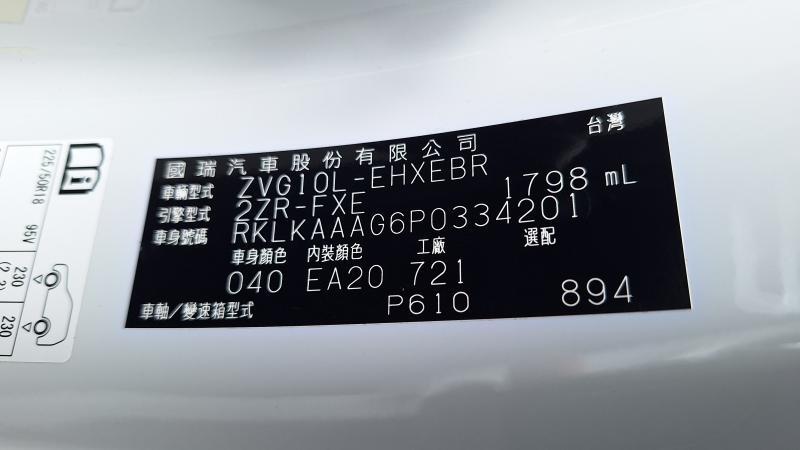 國瑞汽車股份有限公司 台灣
車輛型式 ZVG10L-EHXEBR
引擎型式 2ZR-FXE 1798 mL
車身號碼 RKLKAAAG6P0334201
車身顏色 內裝顏色 工廠 選配
040 EA20 721
車軸/變速箱型式 P610 894
225/50R18 95V
230
230